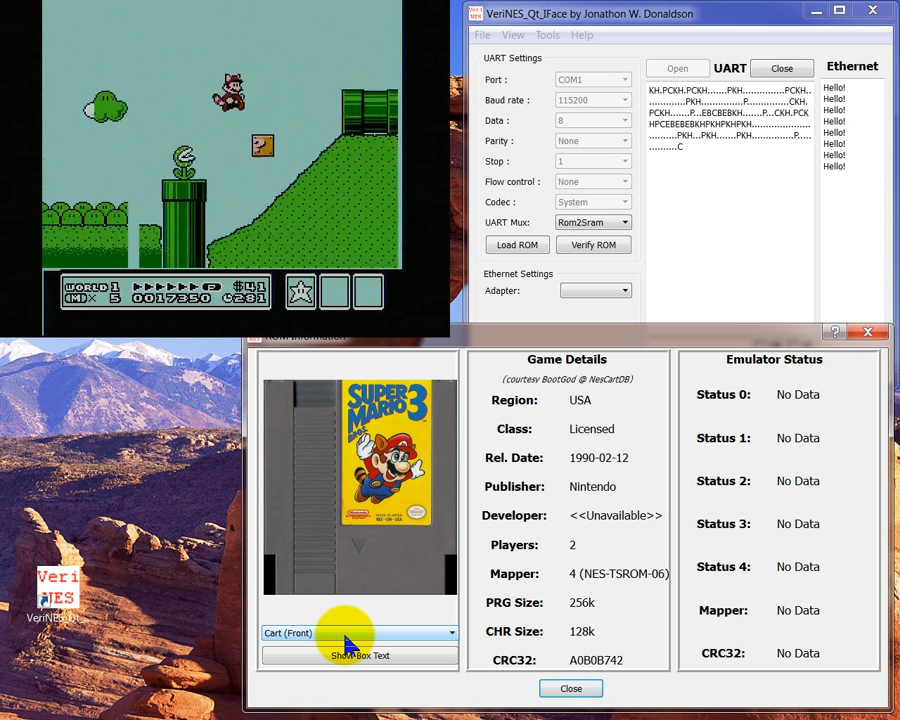 WORLD 1 P $41
(M)× 5 0017350 281
Veri
NES
VeriNES_Qt_IFace by Jonathon W. Donaldson
File View Tools Help
UART Settings
Port : COM1
Baud rate : 115200
Data : 8
Parity : None
Stop : 1
Flow control : None
Codec : System
UART Mux: Rom2Sram
Load ROM Verify ROM
Ethernet Settings
Adapter:
Open UART Close
KH.PCKH.PCKH.......PKH...............PCKH..
.............PKH...............P............CKH.P
CKH.......P...EBCBEBKH.......P...CKH.PCK
HPCEBEBEBKHPKHPKHPKH...................
...........PKH...PKH.......PKH...............P.....
...........C
Ethernet
Hello!
Hello!
Hello!
Hello!
Hello!
Hello!
Hello!
Hello!
ROM Information
SUPER
MARIO
BROS.
3
Nintendo
Cart (Front)
Show Box Text
Game Details
(courtesy BootGod @ NesCartDB)
Region: USA
Class: Licensed
Rel. Date: 1990-02-12
Publisher: Nintendo
Developer: <<Unavailable>>
Players: 2
Mapper: 4 (NES-TSROM-06)
PRG Size: 256k
CHR Size: 128k
CRC32: A0B0B742
Emulator Status
Status 0: No Data
Status 1: No Data
Status 2: No Data
Status 3: No Data
Status 4: No Data
Mapper: No Data
CRC32: No Data
Close
Veri
NES
VeriNES_Qt_